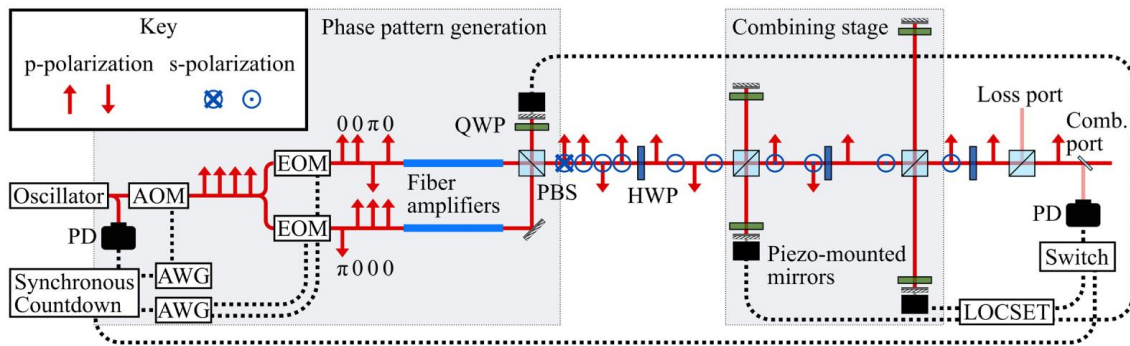 Key
p-polarization s-polarization
Phase pattern generation
Combining stage
QWP
Loss port
Comb.
port
0 0 π 0
EOM
Oscillator
AOM
Fiber
amplifiers
PBS
HWP
PD
EOM
PD
π 0 0 0
Piezo-mounted
mirrors
Switch
Synchronous
Countdown
AWG
AWG
LOCSET